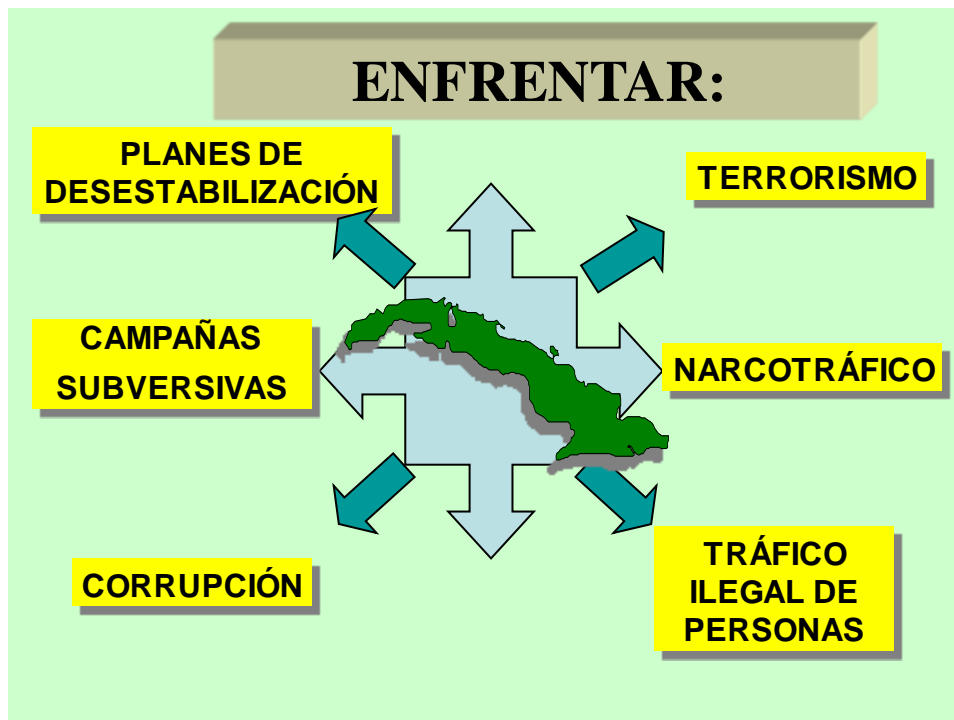 ENFRENTAR:
PLANES DE
DESESTABILIZACIÓN
TERRORISMO
CAMPAÑAS
SUBVERSIVAS
NARCOTRÁFICO
CORRUPCIÓN
TRÁFICO
ILEGAL DE
PERSONAS